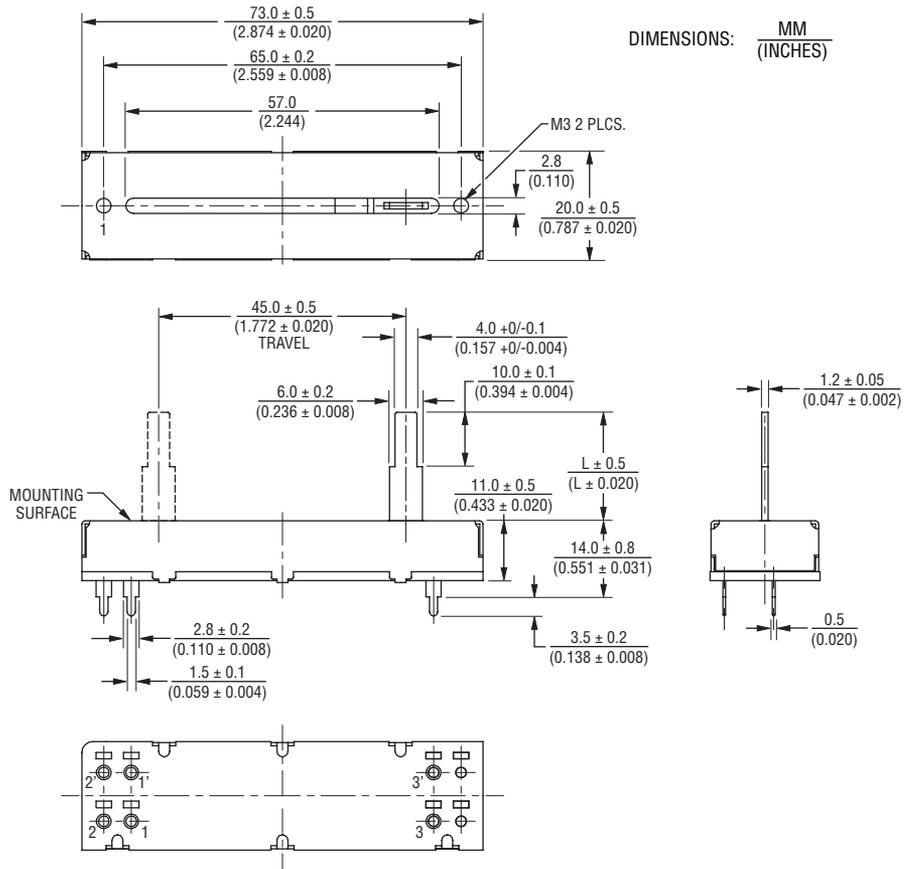 73.0 ± 0.5
(2.874 ± 0.020)
DIMENSIONS:
MM
(INCHES)
65.0 ± 0.2
(2.559 ± 0.008)
57.0
(2.244)
M3 2 PLCS.
2.8
(0.110)
20.0 ± 0.5
(0.787 ± 0.020)
1
45.0 ± 0.5
(1.772 ± 0.020)
TRAVEL
4.0 +0/-0.1
(0.157 +0/-0.004)
10.0 ± 0.1
(0.394 ± 0.004)
6.0 ± 0.2
(0.236 ± 0.008)
1.2 ± 0.05
(0.047 ± 0.002)
L ± 0.5
(L ± 0.020)
MOUNTING
SURFACE
11.0 ± 0.5
(0.433 ± 0.020)
14.0 ± 0.8
(0.551 ± 0.031)
2.8 ± 0.2
(0.110 ± 0.008)
3.5 ± 0.2
(0.138 ± 0.008)
0.5
(0.020)
1.5 ± 0.1
(0.059 ± 0.004)
2' 1' 3'
2 1 3